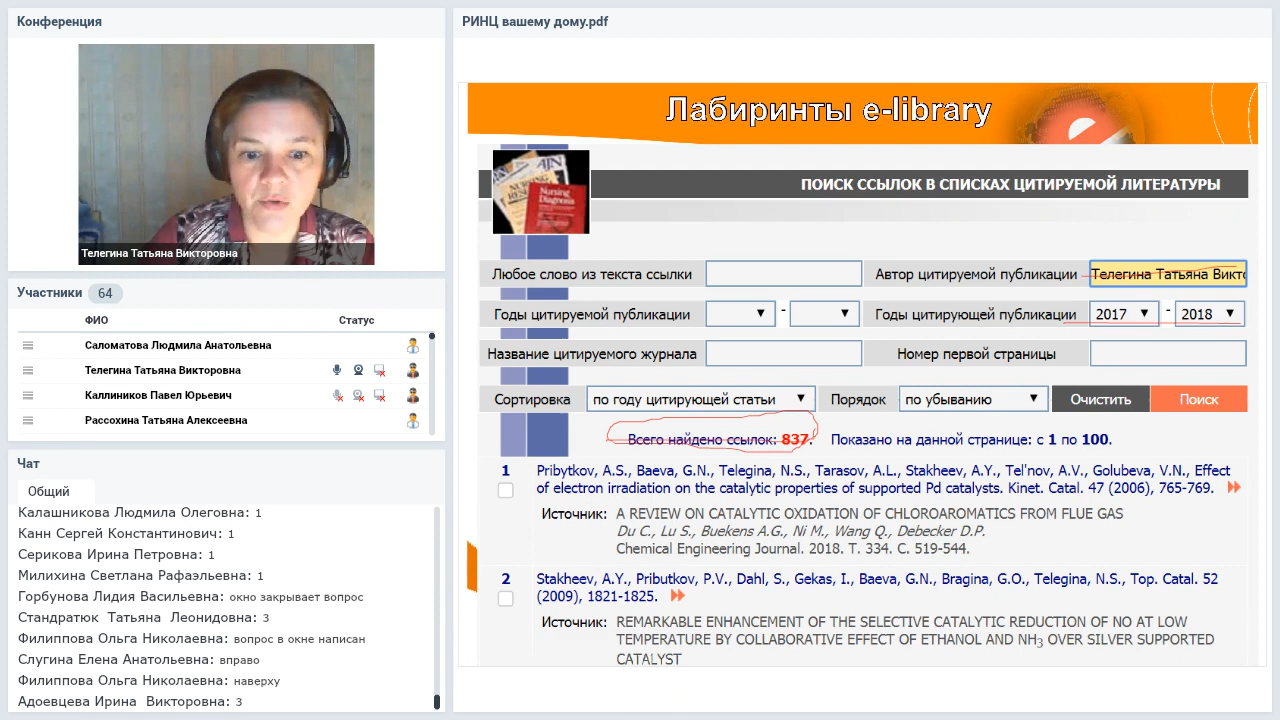 Конференция
Телегина Татьяна Викторовна
Участники 64
ФИО Статус
Саломатова Людмила Анатольевна
Телегина Татьяна Викторовна
Каллиников Павел Юрьевич
Рассохина Татьяна Алексеевна
Чат
Общий
Калашникова Людмила Олеговна: 1
Канн Сергей Константинович: 1
Серикова Ирина Петровна: 1
Милихина Светлана Рафаэльевна: 1
Горбунова Лидия Васильевна: окно закрывает вопрос
Стандратюк Татьяна Леонидовна: 3
Филиппова Ольга Николаевна: вопрос в окне написан
Слугина Елена Анатольевна: вправо
Филиппова Ольга Николаевна: наверху
Адоевцева Ирина Викторовна: 3
РИНЦ вашему дому.pdf
Лабиринты e-library
AJN
Nursing
Diagnosis
ПОИСК ССЫЛОК В СПИСКАХ ЦИТИРУЕМОЙ ЛИТЕРАТУРЫ
Любое слово из текста ссылки Автор цитируемой публикации Телегина Татьяна Викто
Годы цитируемой публикации - Годы цитирующей публикации 2017 - 2018
Название цитируемого журнала Номер первой страницы
Сортировка по году цитирующей статьи Порядок по убыванию Очистить Поиск
Всего найдено ссылок: 837. Показано на данной странице: с 1 по 100.
1 Pribytkov, A.S., Baeva, G.N., Telegina, N.S., Tarasov, A.L., Stakheev, A.Y., Tel'nov, A.V., Golubeva, V.N., Effect
of electron irradiation on the catalytic properties of supported Pd catalysts. Kinet. Catal. 47 (2006), 765-769.
Источник: A REVIEW ON CATALYTIC OXIDATION OF CHLOROAROMATICS FROM FLUE GAS
Du C., Lu S., Buekens A.G., Ni M., Wang Q., Debecker D.P.
Chemical Engineering Journal. 2018. Т. 334. С. 519-544.
2 Stakheev, A.Y., Pributkov, P.V., Dahl, S., Gekas, I., Baeva, G.N., Bragina, G.O., Telegina, N.S., Top. Catal. 52
(2009), 1821-1825.
Источник: REMARKABLE ENHANCEMENT OF THE SELECTIVE CATALYTIC REDUCTION OF NO AT LOW
TEMPERATURE BY COLLABORATIVE EFFECT OF ETHANOL AND NH3 OVER SILVER SUPPORTED
CATALYST